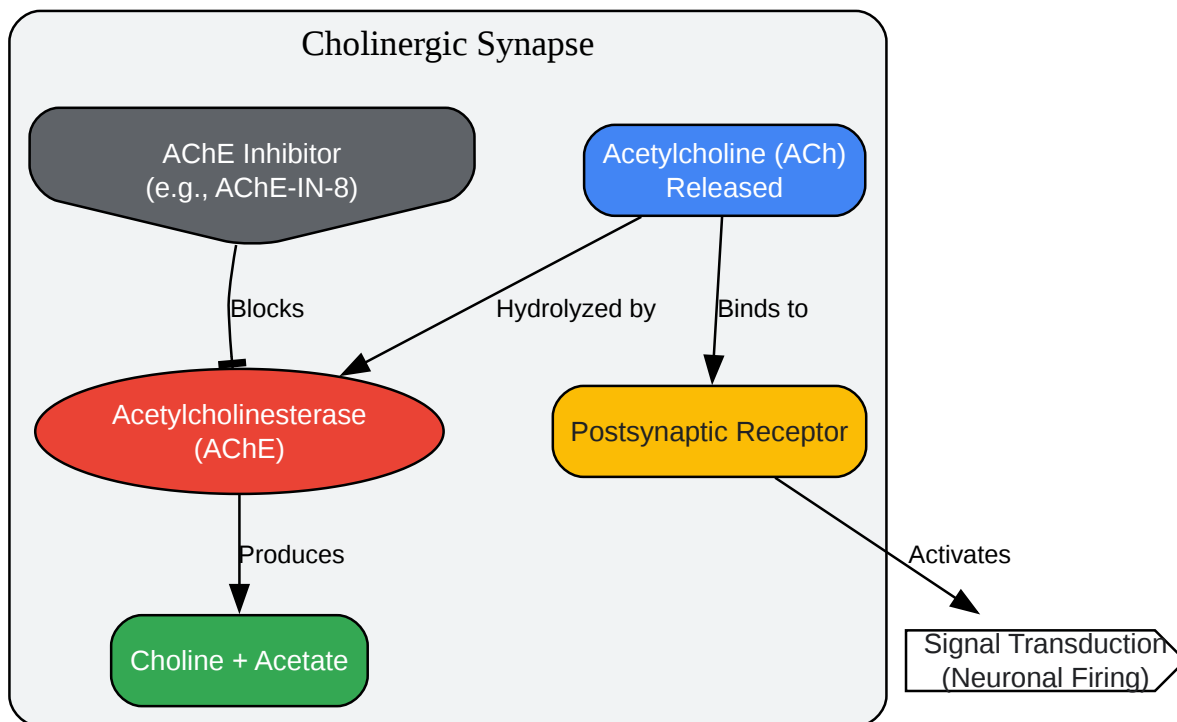 Cholinergic Synapse
AChE Inhibitor
(e.g., AChE-IN-8)
Acetylcholine (ACh)
Released
Blocks
Hydrolyzed by
Binds to
Acetylcholinesterase
(AChE)
Postsynaptic Receptor
Produces
Activates
Choline + Acetate
Signal Transduction
(Neuronal Firing)